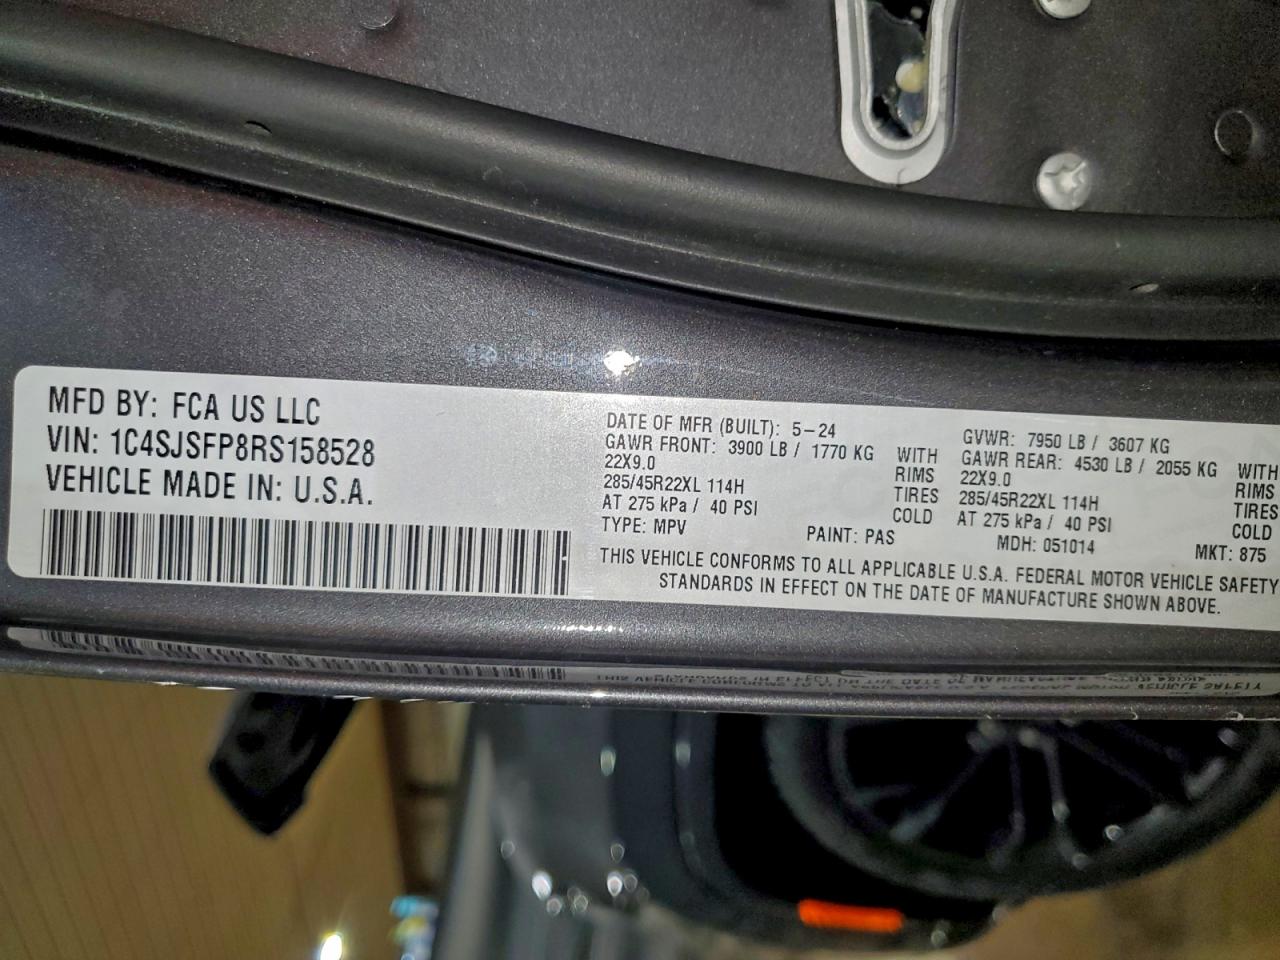 MFD BY: FCA US LLC
VIN: 1C4SJSFP8RS158528
VEHICLE MADE IN: U.S.A.
DATE OF MFR (BUILT): 5-24
GAWR FRONT: 3900 LB / 1770 KG WITH
22X9.0 RIMS
285/45R22XL 114H TIRES
AT 275 kPa / 40 PSI COLD
TYPE: MPV PAINT: PAS
GVWR: 7950 LB / 3607 KG
GAWR REAR: 4530 LB / 2055 KG WITH
22X9.0 RIMS
285/45R22XL 114H TIRES
AT 275 kPa / 40 PSI COLD
MDH: 051014 MKT: 875
THIS VEHICLE CONFORMS TO ALL APPLICABLE U.S.A. FEDERAL MOTOR VEHICLE SAFETY
STANDARDS IN EFFECT ON THE DATE OF MANUFACTURE SHOWN ABOVE.